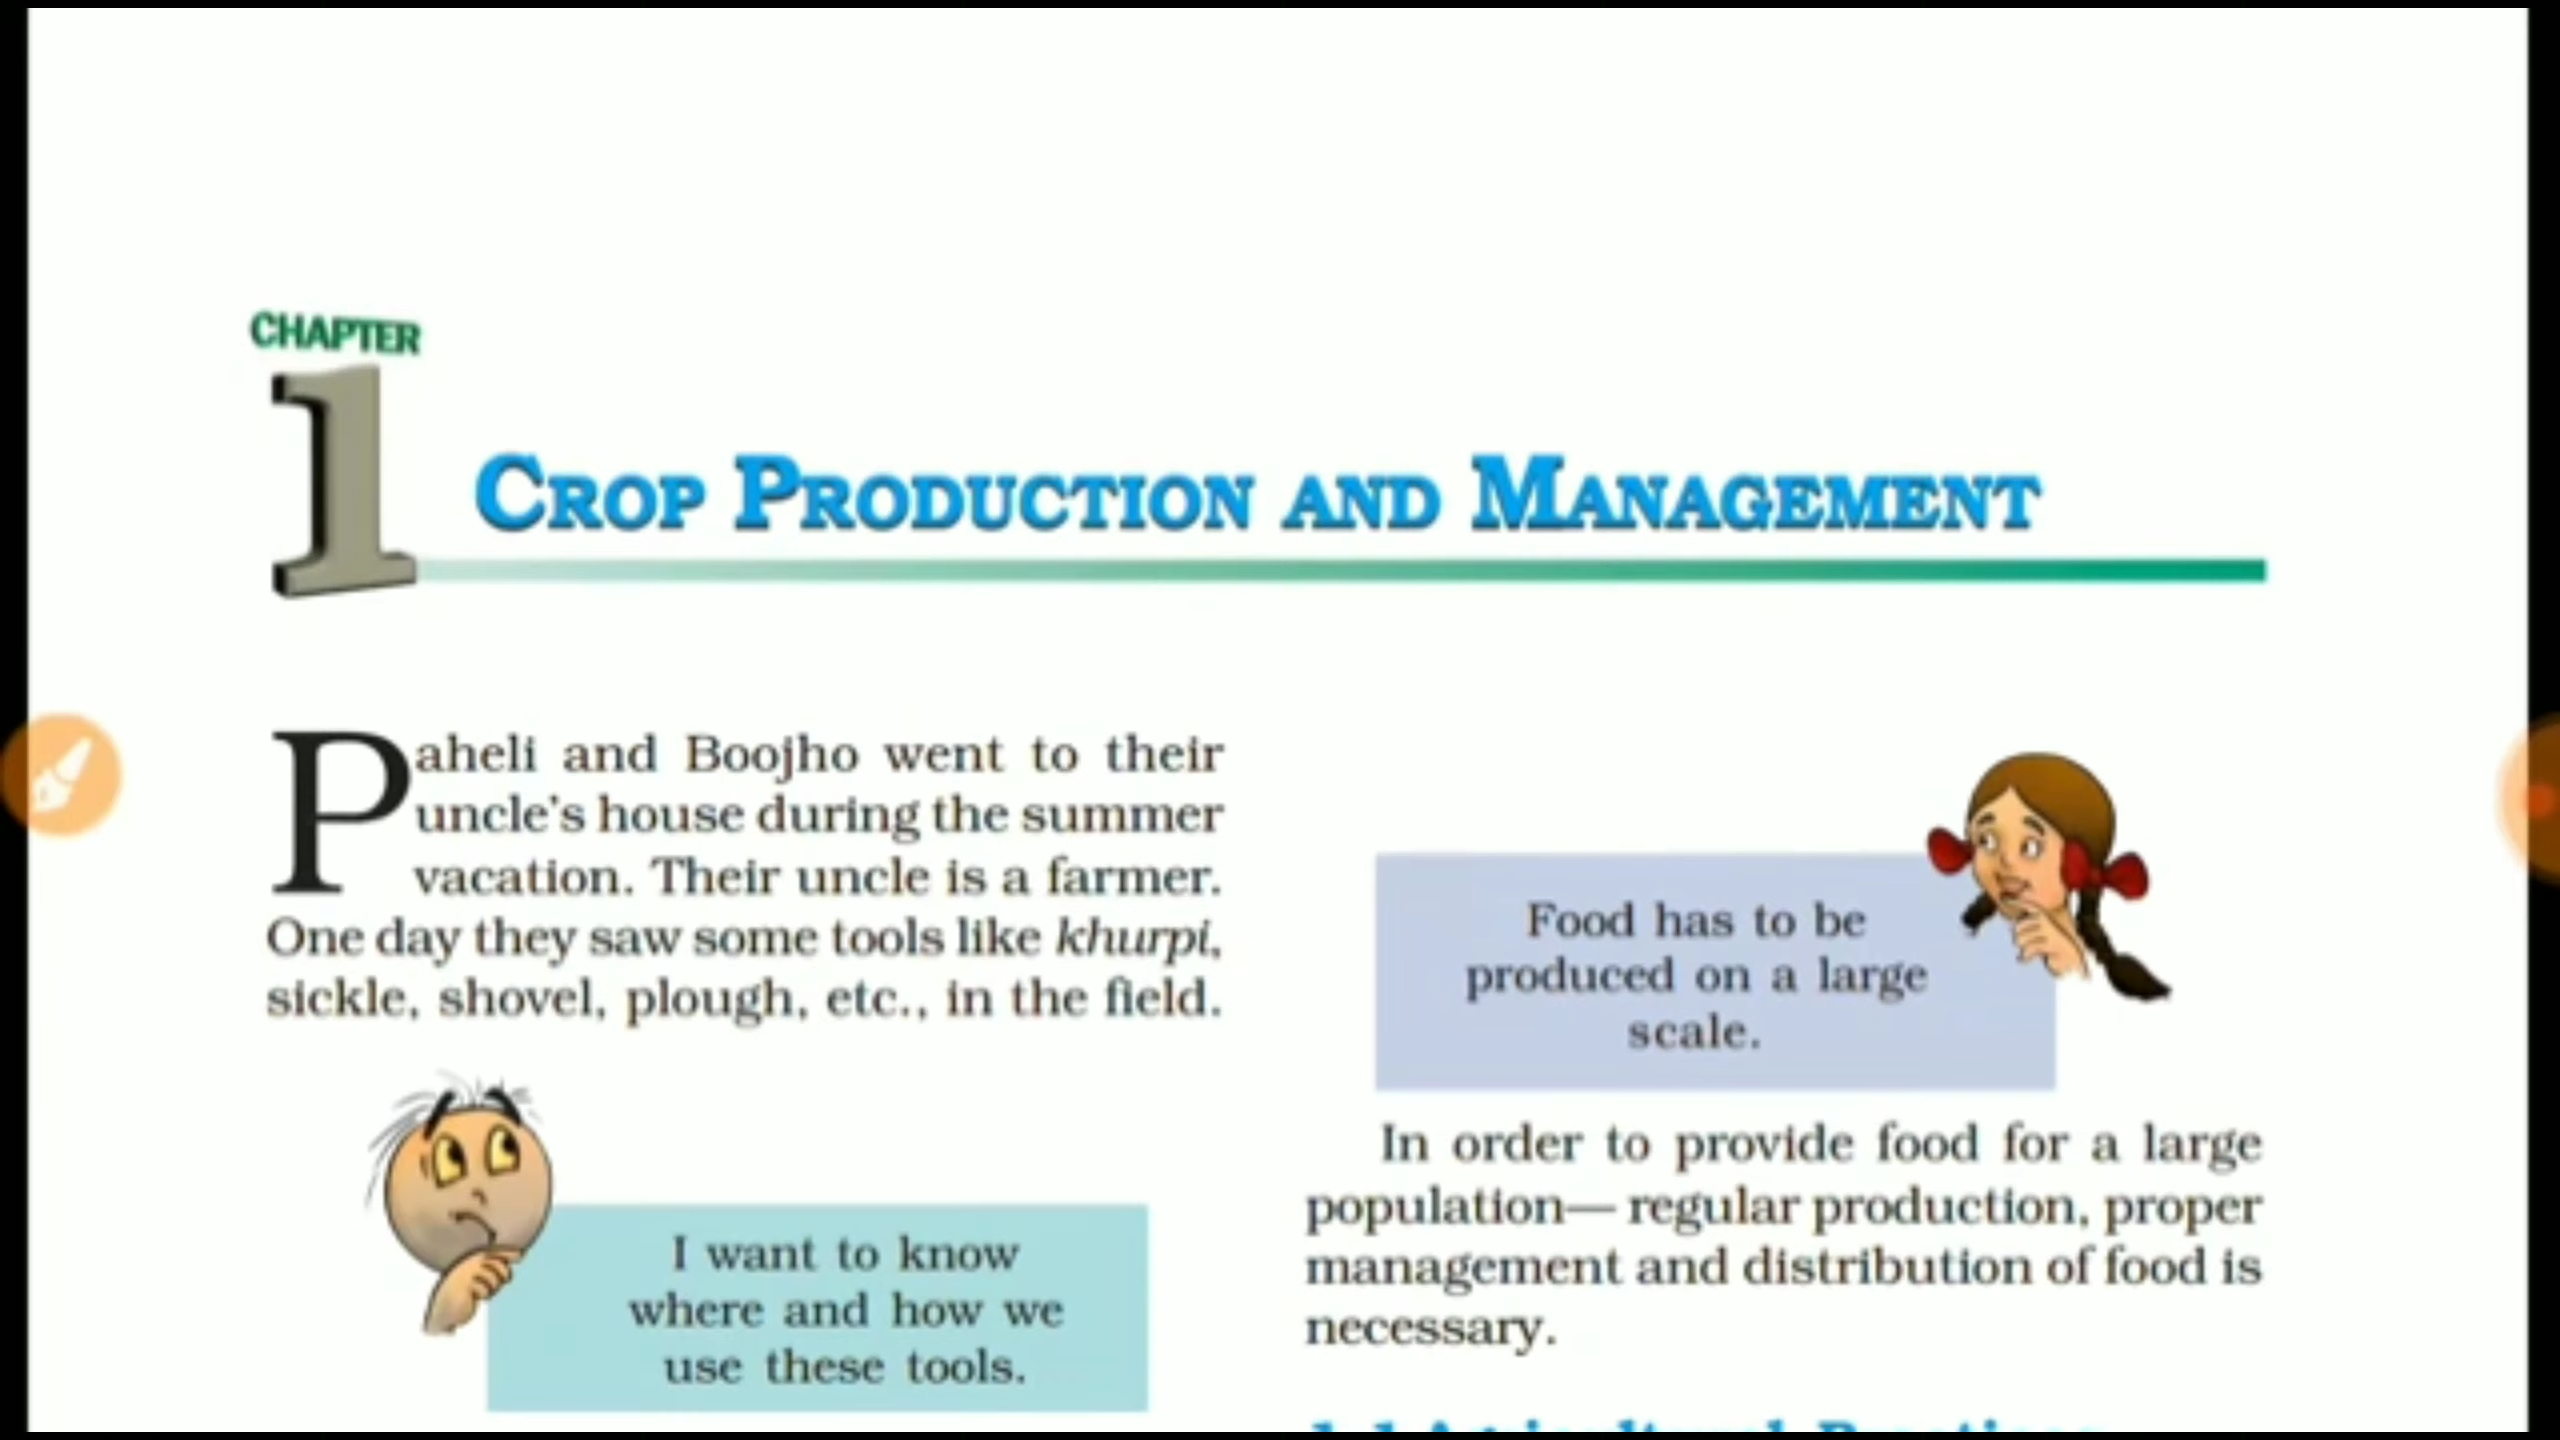 CHAPTER
1
CROP PRODUCTION AND MANAGEMENT
Paheli and Boojho went to their
uncle's house during the summer
vacation. Their uncle is a farmer.
One day they saw some tools like khurpi,
sickle, shovel, plough, etc., in the field.
I want to know
where and how we
use these tools.
Food has to be
produced on a large
scale.
In order to provide food for a large
population— regular production, proper
management and distribution of food is
necessary.